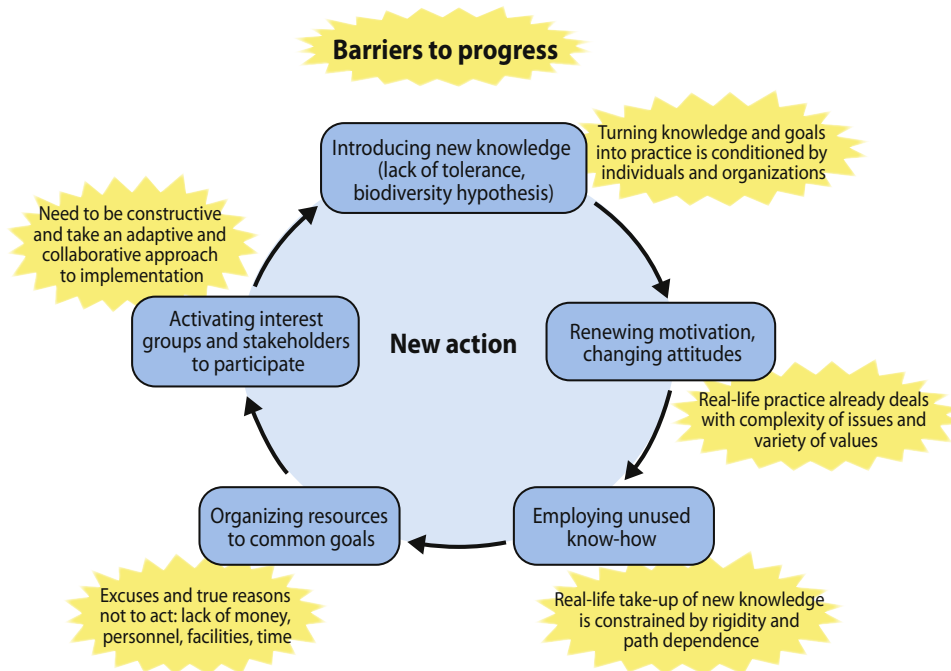 Barriers to progress
Introducing new knowledge
(lack of tolerance,
biodiversity hypothesis)
Turning knowledge and goals
into practice is conditioned by
individuals and organizations
Renewing motivation,
changing attitudes
Real-life practice already deals
with complexity of issues and
variety of values
Employing unused
know-how
Real-life take-up of new knowledge
is constrained by rigidity and
path dependence
Organizing resources
to common goals
Excuses and true reasons
not to act: lack of money,
personnel, facilities, time
Activating interest
groups and stakeholders
to participate
Need to be constructive
and take an adaptive and
collaborative approach
to implementation
New action